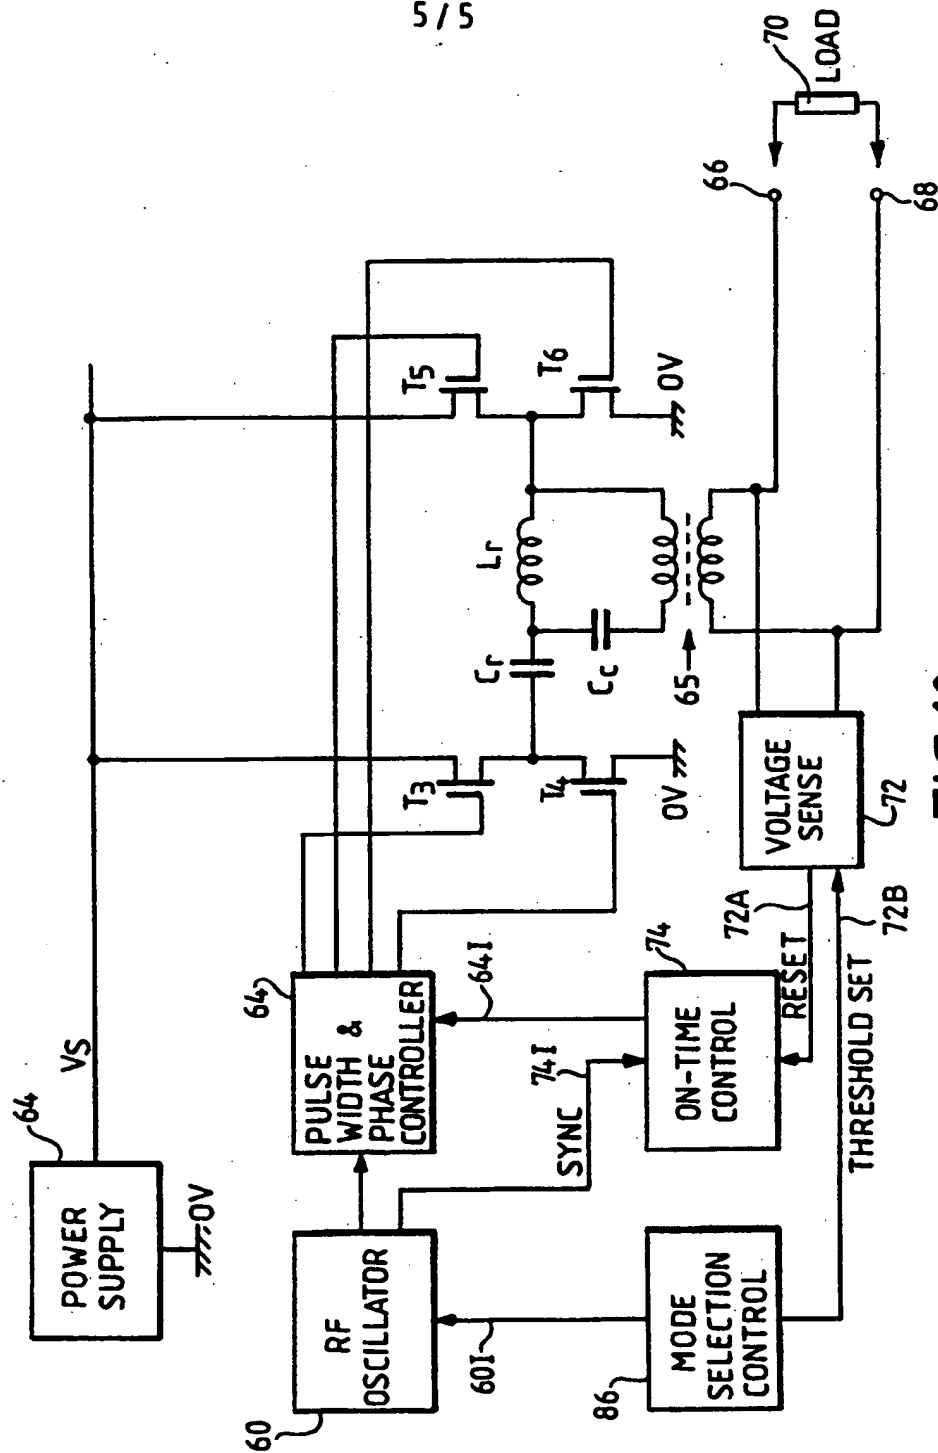 5/5
POWER
SUPPLY
64
VS
0V
RF
OSCILLATOR
60
60I
MODE
SELECTION
CONTROL
86
PULSE
WIDTH &
PHASE
CONTROLLER
64
64I
SYNC
74I
ON-TIME
CONTROL
74
RESET
72A
THRESHOLD SET
72B
VOLTAGE
SENSE
72
T3
T4
0V
T5
T6
0V
Cr
Lr
Cc
65
66
68
70
LOAD